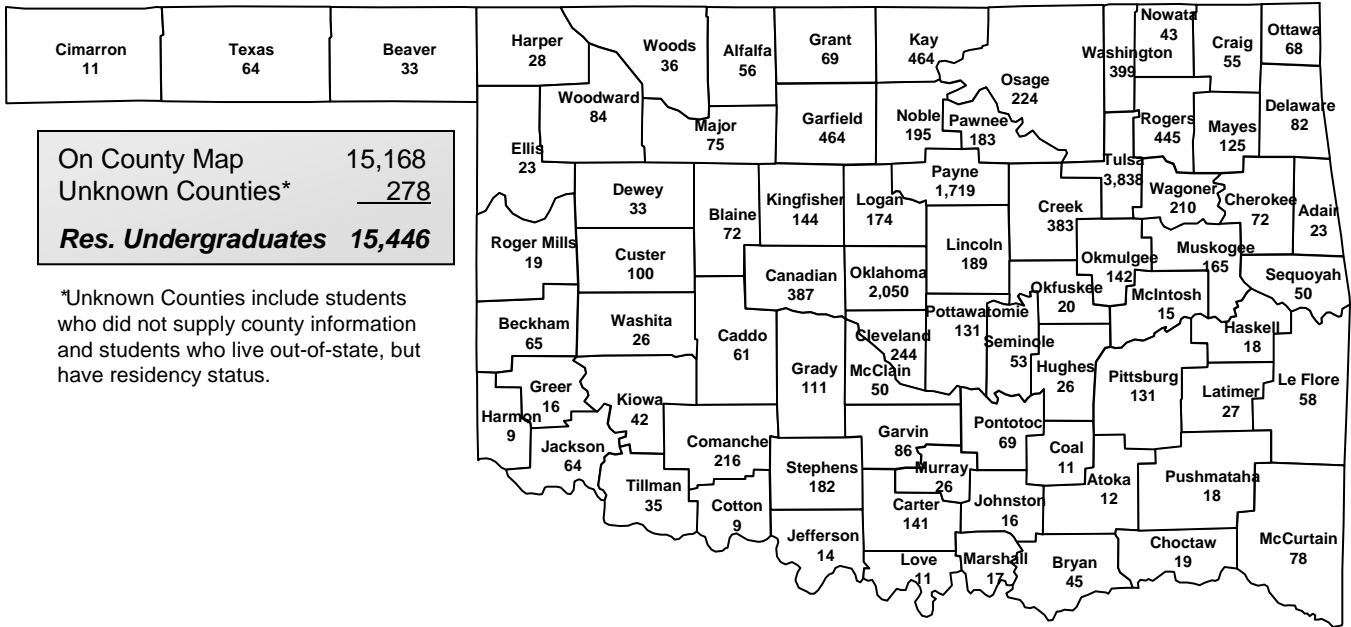 Cimarron
11
Texas
64
Beaver
33
Harper
28
Woods
36
Alfalfa
56
Grant
69
Kay
464
Osage
224
Washington
399
Nowata
43
Craig
55
Ottawa
68
Woodward
84
Major
75
Garfield
464
Noble
195
Pawnee
183
Rogers
445
Mayes
125
Delaware
82
Ellis
23
On County Map 15,168
Unknown Counties* 278
Res. Undergraduates 15,446
*Unknown Counties include students
who did not supply county information
and students who live out-of-state, but
have residency status.
Dewey
33
Blaine
72
Kingfisher
144
Logan
174
Payne
1,719
Creek
383
Tulsa
3,838
Wagoner
210
Cherokee
72
Adair
23
Roger Mills
19
Custer
100
Canadian
387
Oklahoma
2,050
Lincoln
189
Okmulgee
142
Muskogee
165
Sequoyah
50
Okfuskee
20
McIntosh
15
Beckham
65
Washita
26
Caddo
61
Grady
111
Cleveland
244
McClain
50
Pottawatomie
131
Seminole
53
Hughes
26
Haskell
18
Pittsburg
131
Latimer
27
Le Flore
58
Greer
16
Harmon
9
Kiowa
42
Jackson
64
Comanche
216
Garvin
86
Pontotoc
69
Coal
11
Stephens
182
Murray
26
Tillman
35
Cotton
9
Carter
141
Johnston
16
Atoka
12
Pushmataha
18
Jefferson
14
Love
11
Marshall
17
Bryan
45
Choctaw
19
McCurtain
78